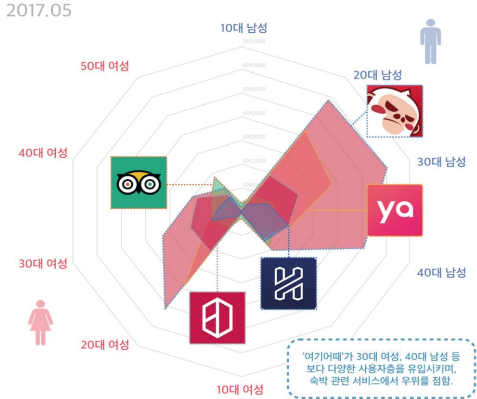 2017.05
10대 남성
20대 남성
30대 남성
40대 남성
10대 여성
20대 여성
30대 여성
40대 여성
50대 여성
ya
'여기어때'가 30대 여성, 40대 남성 등
보다 다양한 사용자층을 유입시키며,
숙박 관련 서비스에서 우위를 점함.